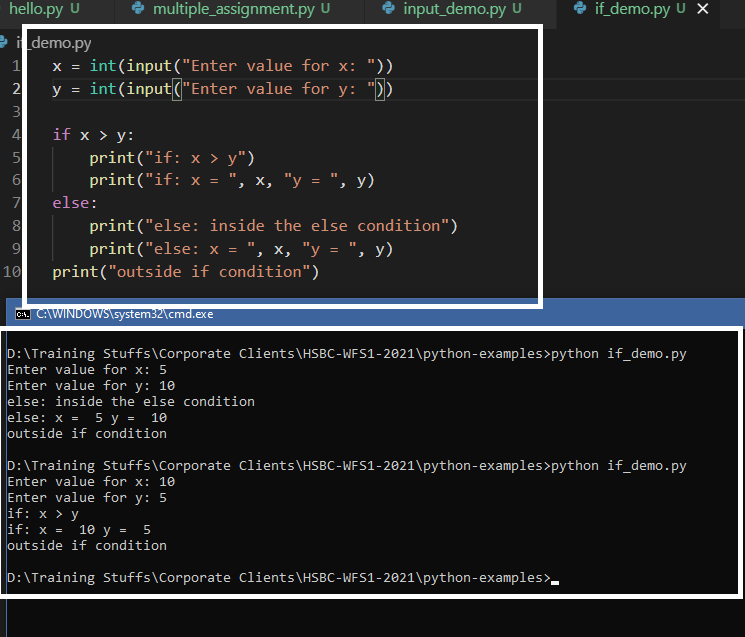 hello.py U multiple_assignment.py U input_demo.py U if_demo.py U
if_demo.py
1 x = int(input("Enter value for x: "))
2 y = int(input("Enter value for y: "))
3
4 if x > y:
5 print("if: x > y")
6 print("if: x = ", x, "y = ", y)
7 else:
8 print("else: inside the else condition")
9 print("else: x = ", x, "y = ", y)
10 print("outside if condition")
C:\WINDOWS\system32\cmd.exe
D:\Training Stuffs\Corporate Clients\HSBC-WFS1-2021\python-examples>python if_demo.py
Enter value for x: 5
Enter value for y: 10
else: inside the else condition
else: x =  5 y =  10
outside if condition
D:\Training Stuffs\Corporate Clients\HSBC-WFS1-2021\python-examples>python if_demo.py
Enter value for x: 10
Enter value for y: 5
if: x > y
if: x =  10 y =  5
outside if condition
D:\Training Stuffs\Corporate Clients\HSBC-WFS1-2021\python-examples>